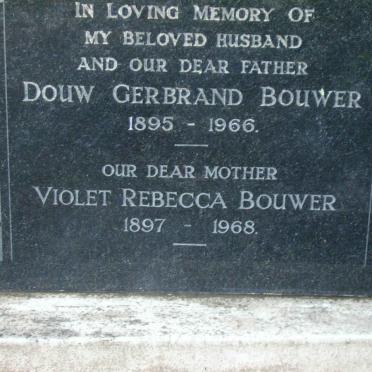 IN LOVING MEMORY OF
MY BELOVED HUSBAND
AND OUR DEAR FATHER
DOUW GERBRAND BOUWER
1895 - 1966.
OUR DEAR MOTHER
VIOLET REBECCA BOUWER
1897 - 1968.